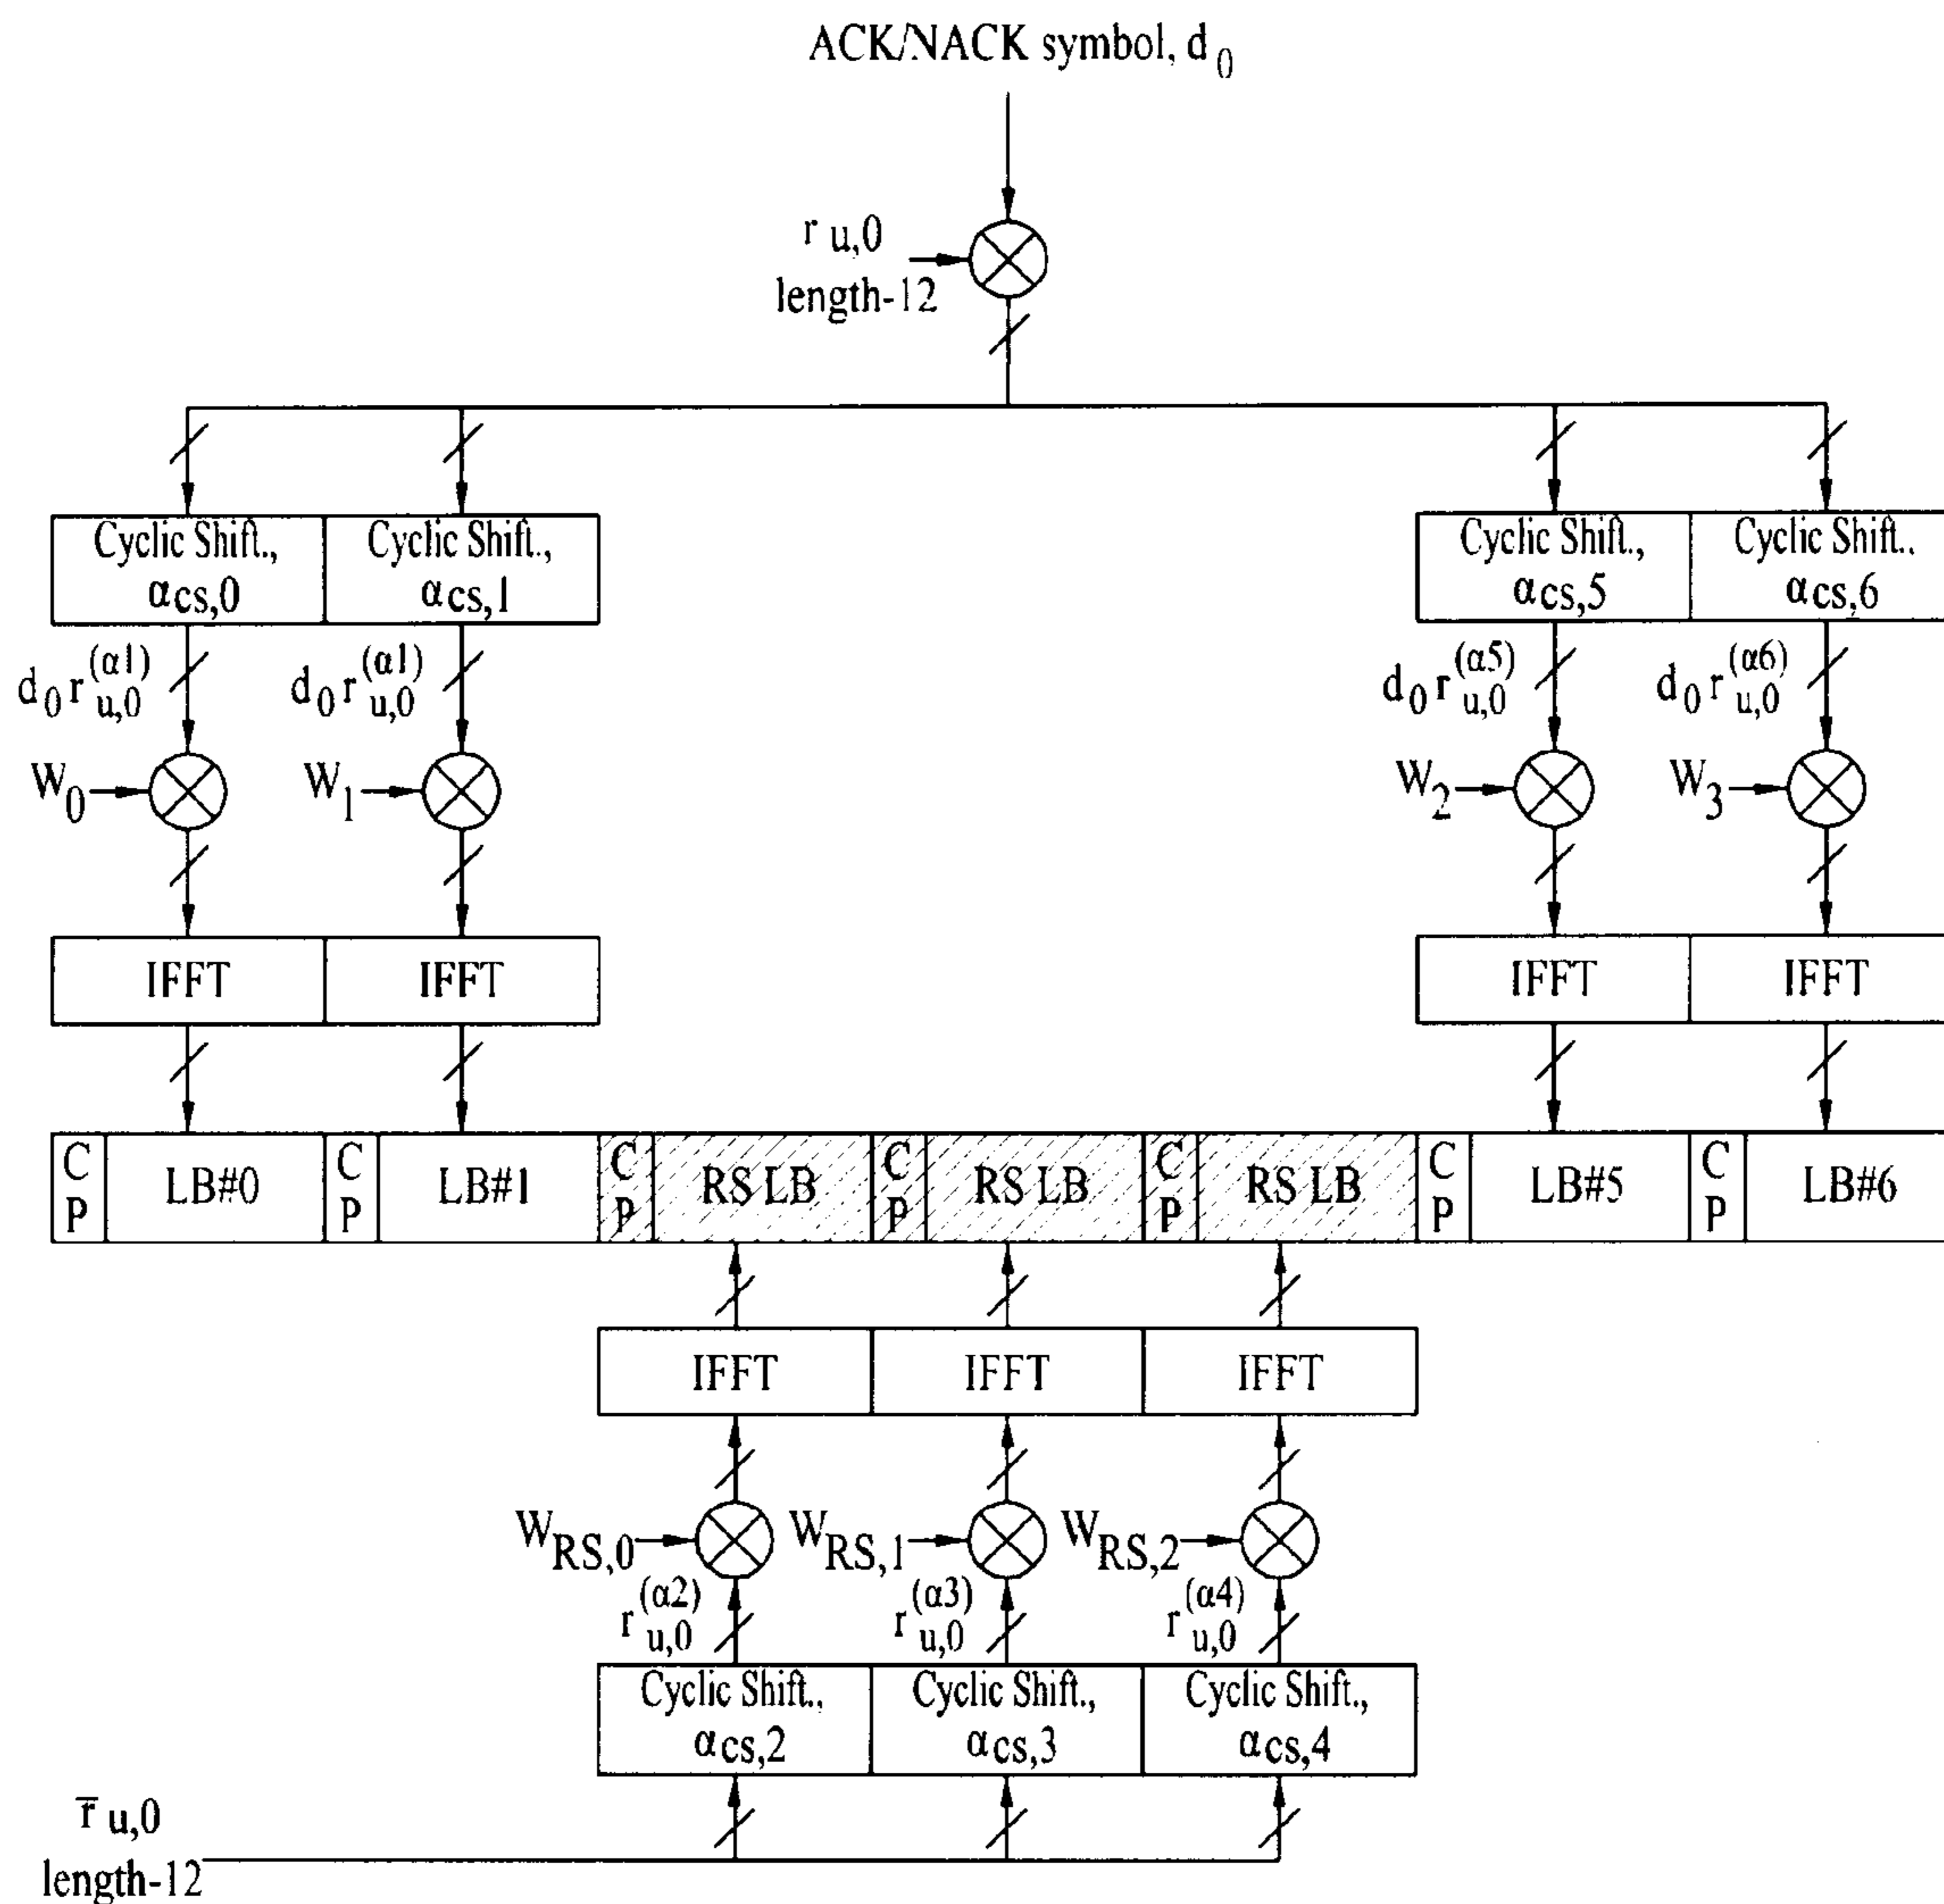 ACK/NACK symbol, d0
r u,0
length-12
Cyclic Shift., Cyclic Shift., Cyclic Shift., Cyclic Shift.,
αcs,0 αcs,1 αcs,5 αcs,6
d0 r u,0 (α1) d0 r u,0 (α1) d0 r u,0 (α5) d0 r u,0 (α6)
W0 W1 W2 W3
IFFT IFFT IFFT IFFT
CP LB#0 CP LB#1 CP RS LB CP RS LB CP RS LB CP LB#5 CP LB#6
IFFT IFFT IFFT
WRS,0 WRS,1 WRS,2
r u,0 (α2) r u,0 (α3) r u,0 (α4)
Cyclic Shift., Cyclic Shift., Cyclic Shift.,
αcs,2 αcs,3 αcs,4
r̄ u,0
length-12